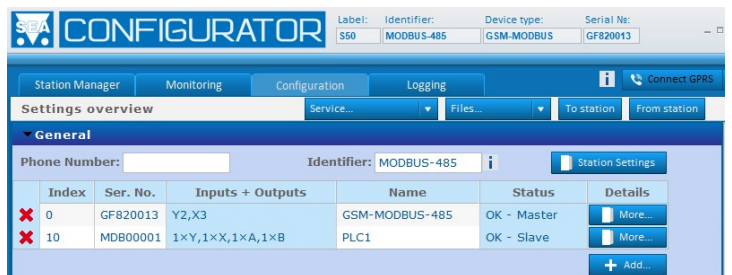 SEA CONFIGURATOR
Label: Identifier: Device type: Serial №:
S50 MODBUS-485 GSM-MODBUS GF820013
Station Manager Monitoring Configuration Logging i Connect GPRS
Settings overview Service... Files... To station From station
General
Phone Number: Identifier: MODBUS-485 i Station Settings
Index Ser. No. Inputs + Outputs Name Status Details
0 GF820013 Y2,X3 GSM-MODBUS-485 OK - Master More...
10 MDB00001 1×Y,1×X,1×A,1×B PLC1 OK - Slave More...
Add...